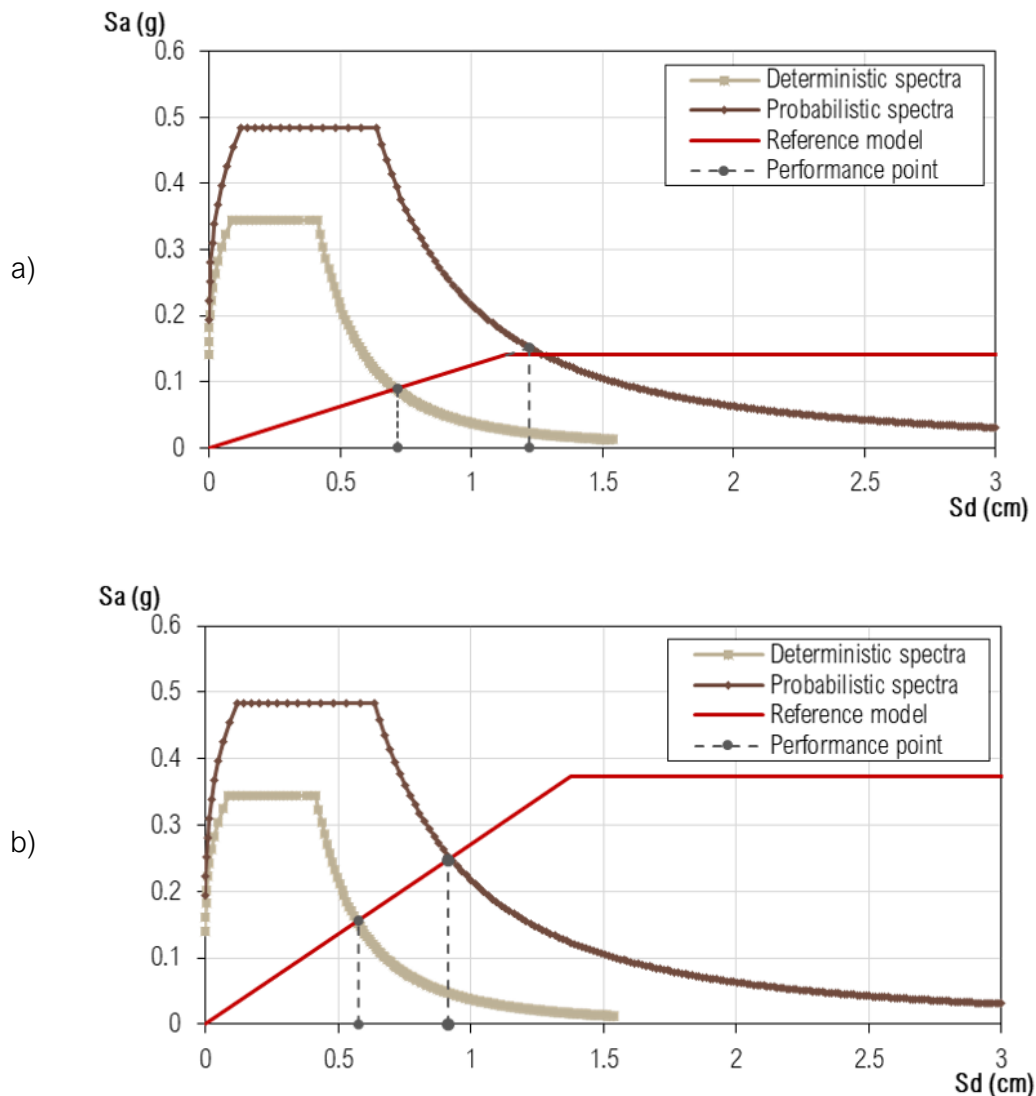 a)
Sa (g)
0.6
0.5
0.4
0.3
0.2
0.1
0
Deterministic spectra
Probabilistic spectra
Reference model
Performance point
0 0.5 1 1.5 2 2.5 3
Sd (cm)
b)
Sa (g)
0.6
0.5
0.4
0.3
0.2
0.1
0
Deterministic spectra
Probabilistic spectra
Reference model
Performance point
0 0.5 1 1.5 2 2.5 3
Sd (cm)